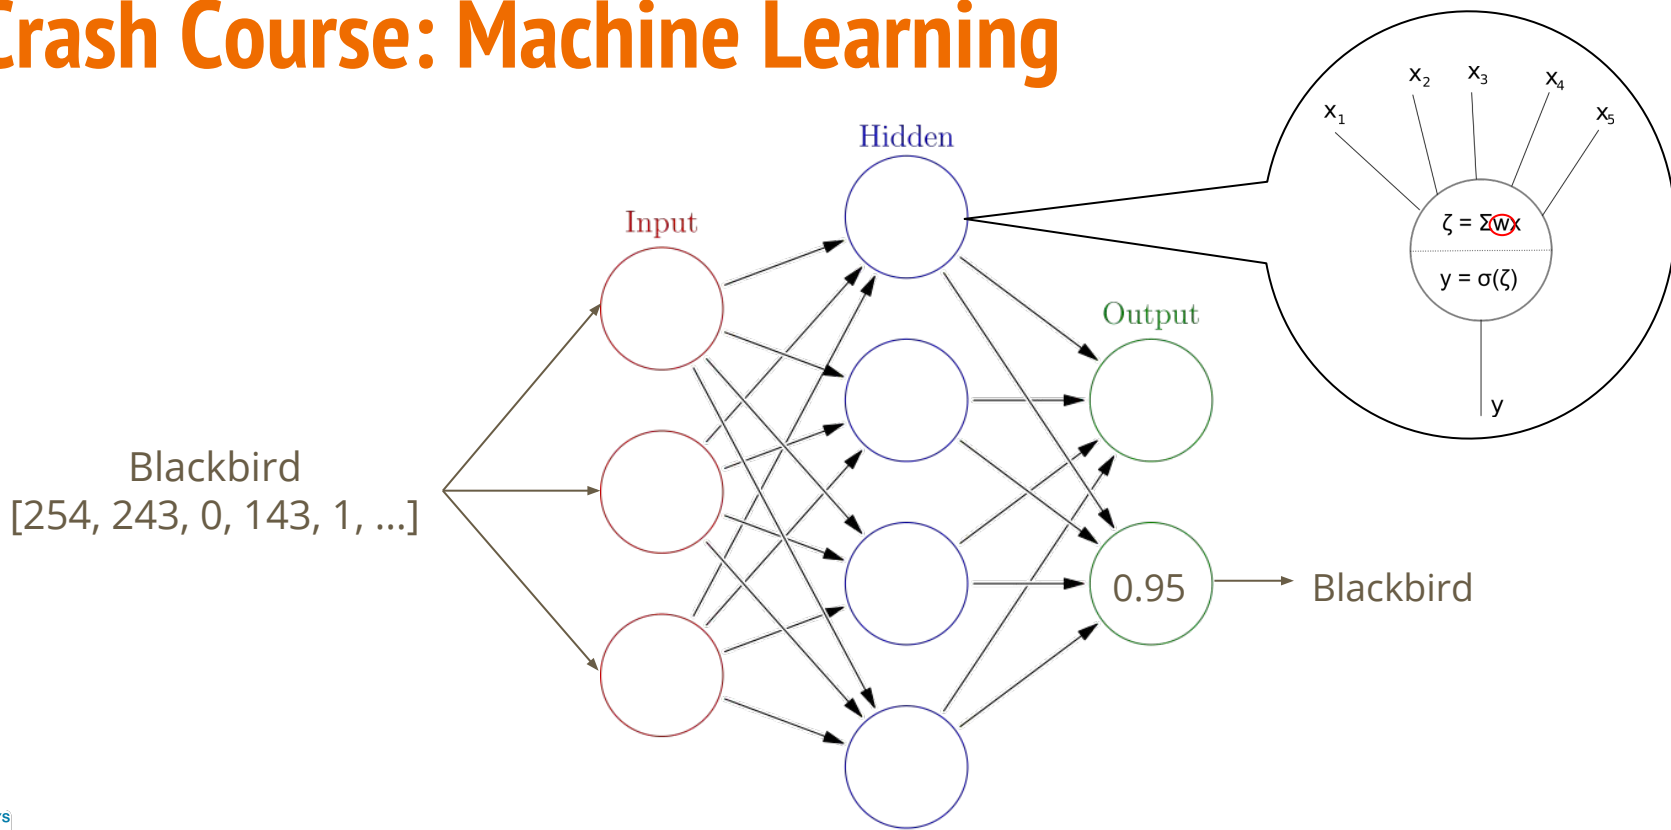 Crash Course: Machine Learning
Hidden
Input
Output
Blackbird
[254, 243, 0, 143, 1, ...]
0.95
Blackbird
x1
x2
x3
x4
x5
ζ = Σwx
y = σ(ζ)
y